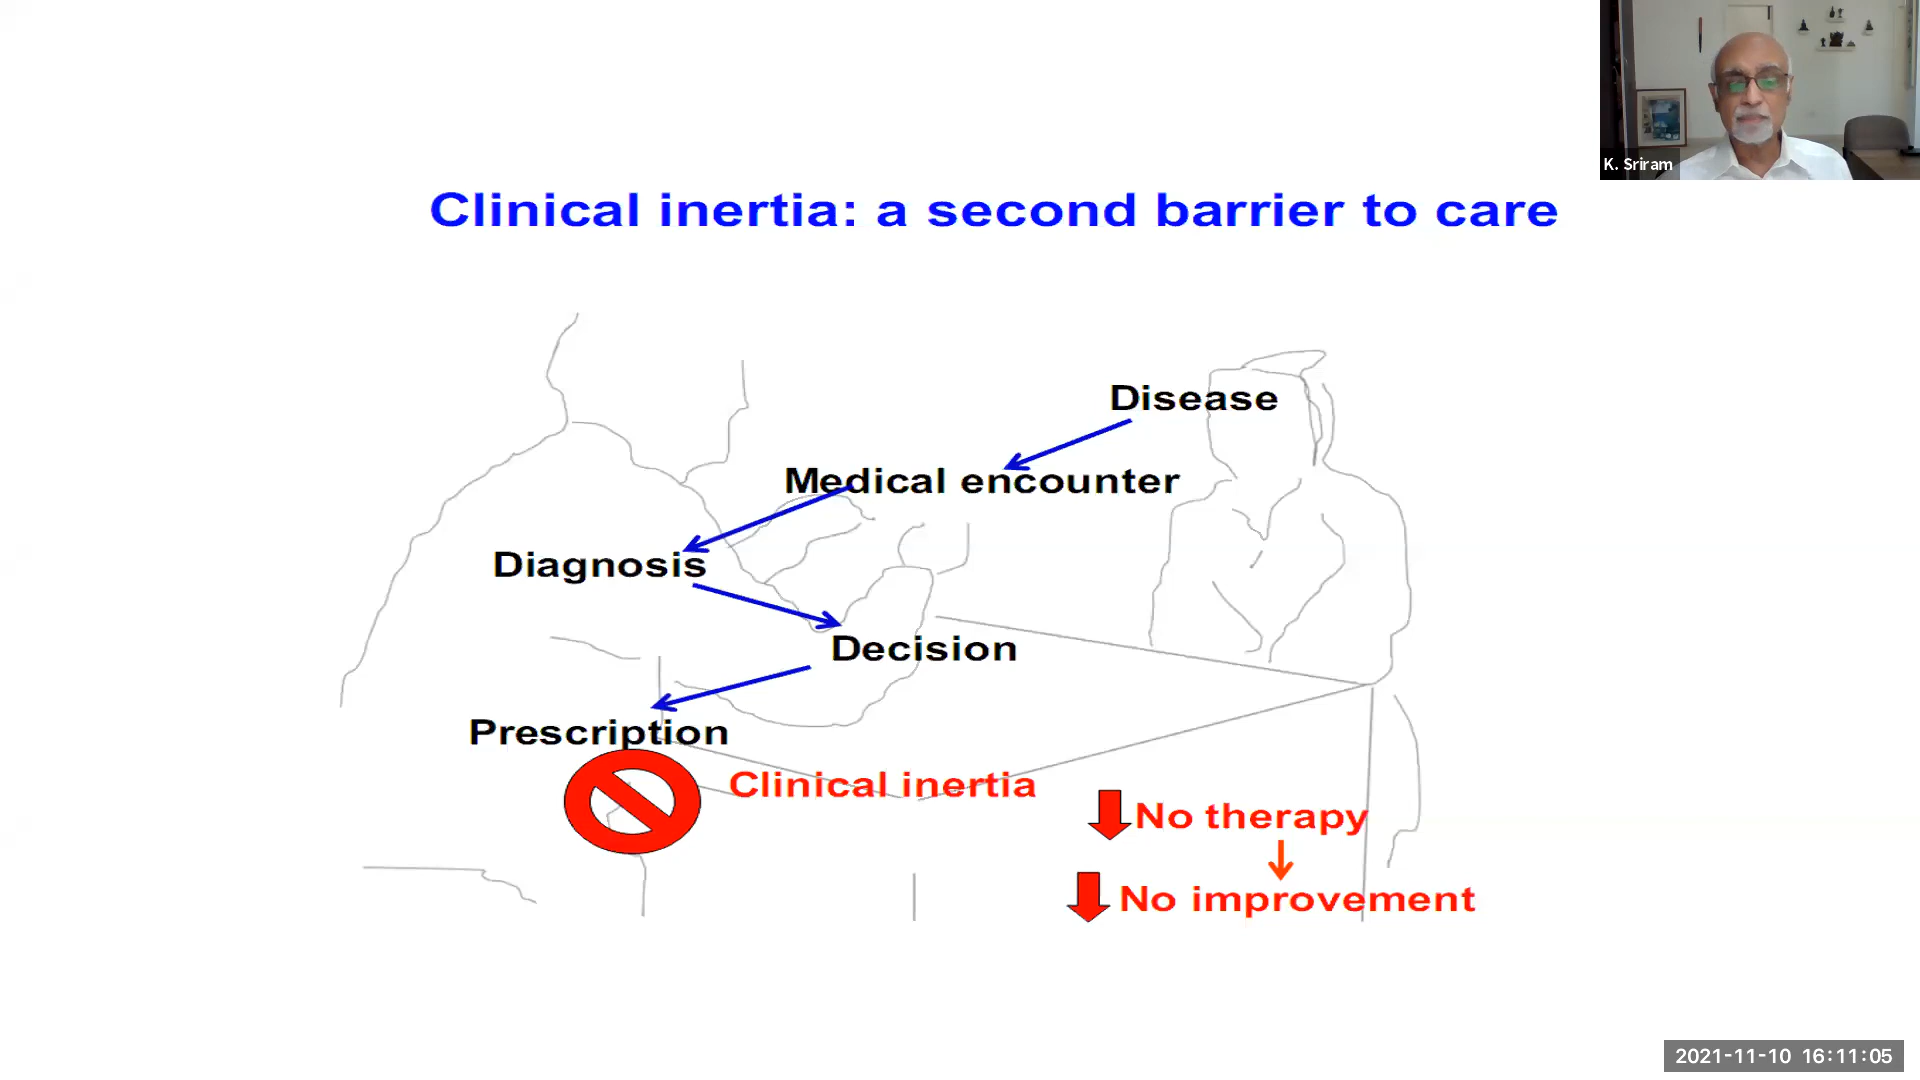 K. Sriram
Clinical inertia: a second barrier to care
Disease
Medical encounter
Diagnosis
Decision
Prescription
Clinical inertia
No therapy
No improvement
2021-11-10 16:11:05